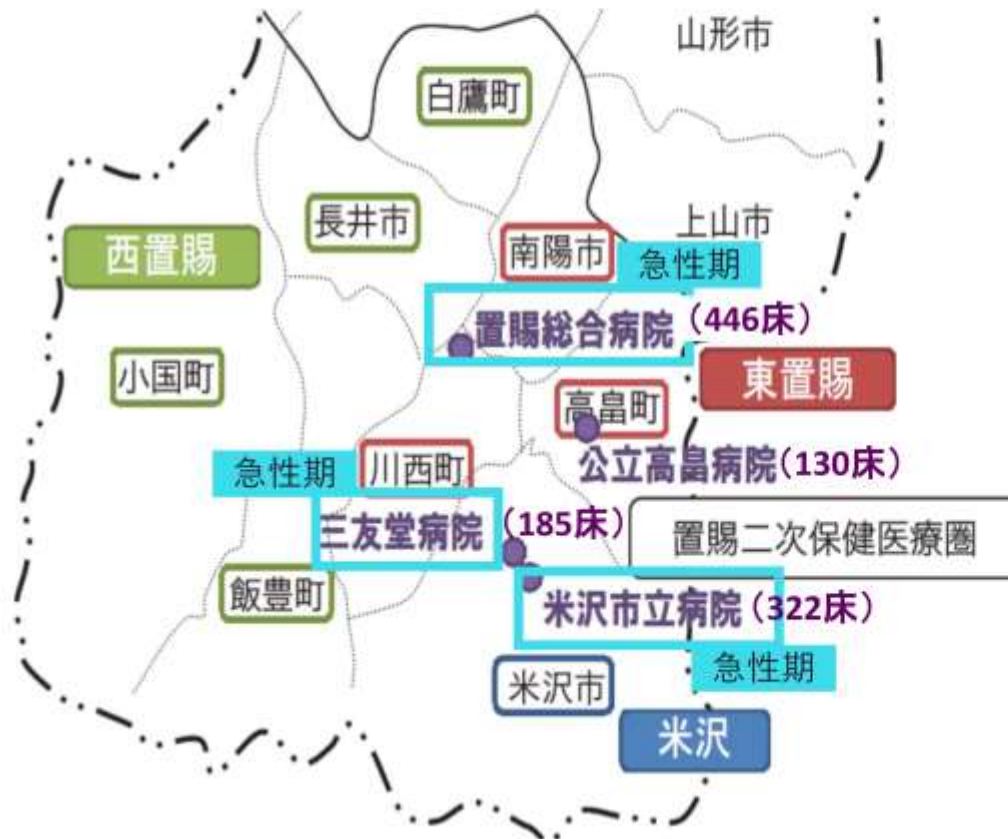 山形市
白鷹町
長井市
上山市
南陽市
西置賜
急性期
置賜総合病院（446床）
小国町
東置賜
高畠町
急性期
川西町
公立高畠病院(130床)
三友堂病院（185床）
置賜二次保健医療圏
飯豊町
米沢市立病院（322床）
急性期
米沢市
米沢